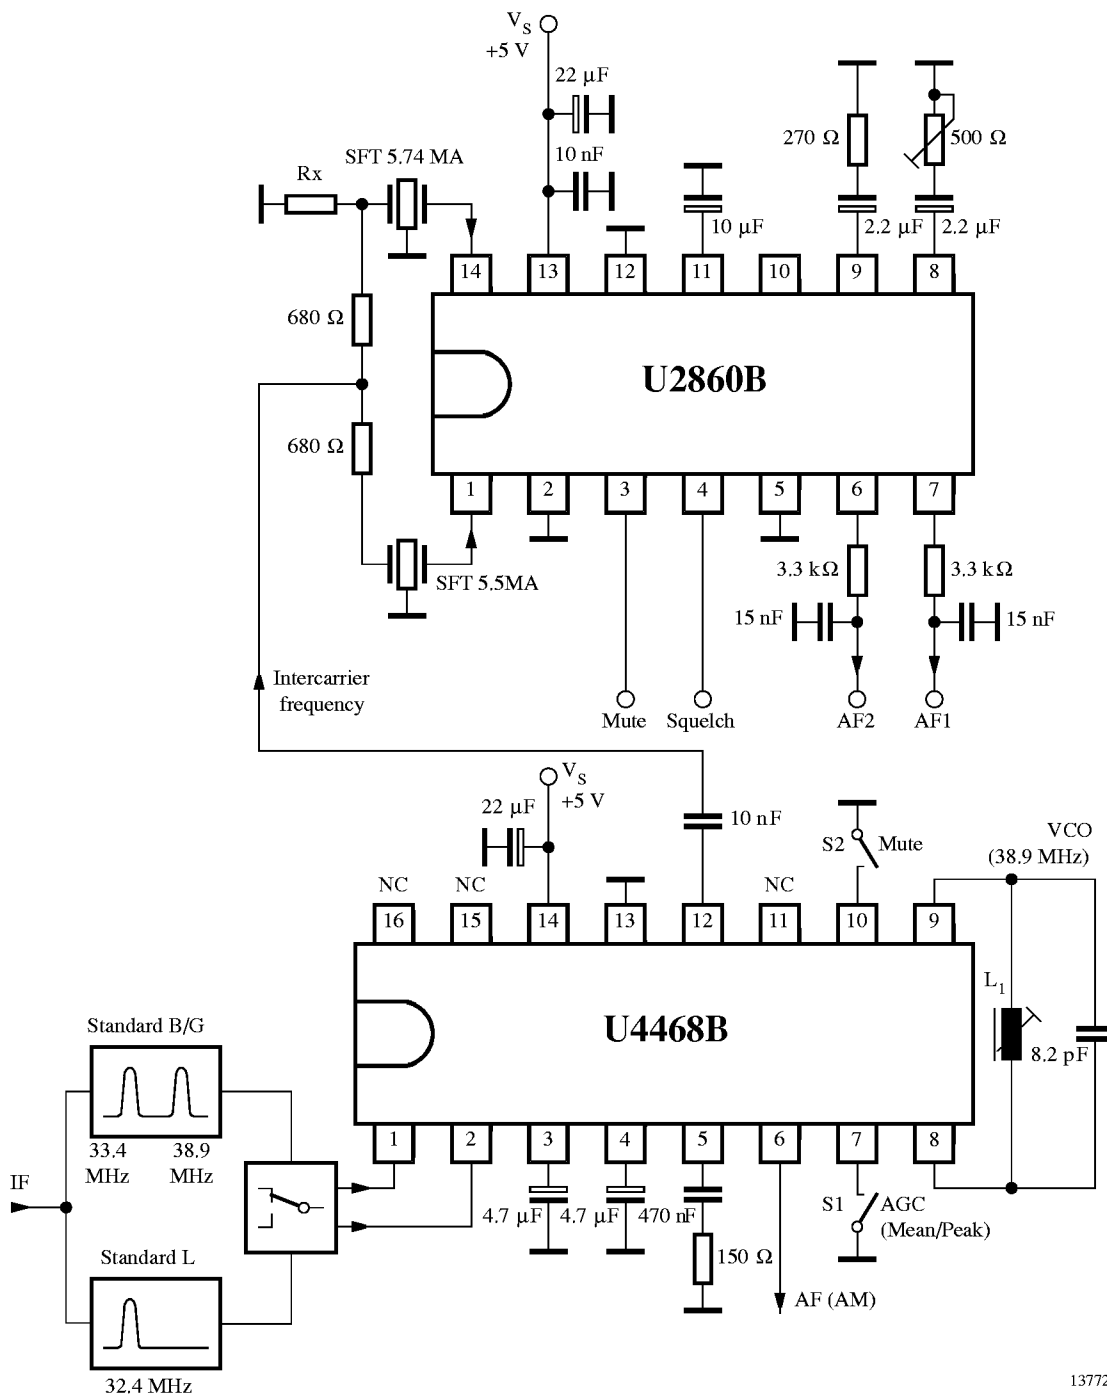 V_S
+5 V
22 µF
10 nF
270 Ω
500 Ω
SFT 5.74 MA
Rx
10 µF
2.2 µF
2.2 µF
14
13
12
11
10
9
8
680 Ω
U2860B
680 Ω
1
2
3
4
5
6
7
SFT 5.5MA
3.3 kΩ
3.3 kΩ
15 nF
15 nF
Intercarrier
frequency
Mute
Squelch
AF2
AF1
V_S
+5 V
22 µF
10 nF
S2
Mute
VCO
(38.9 MHz)
NC
NC
NC
16
15
14
13
12
11
10
9
L_1
U4468B
8.2 pF
Standard B/G
33.4
MHz
38.9
MHz
1
2
3
4
5
6
7
8
IF
4.7 µF
4.7 µF
470 nF
S1
AGC
(Mean/Peak)
Standard L
150 Ω
AF (AM)
32.4 MHz
13772